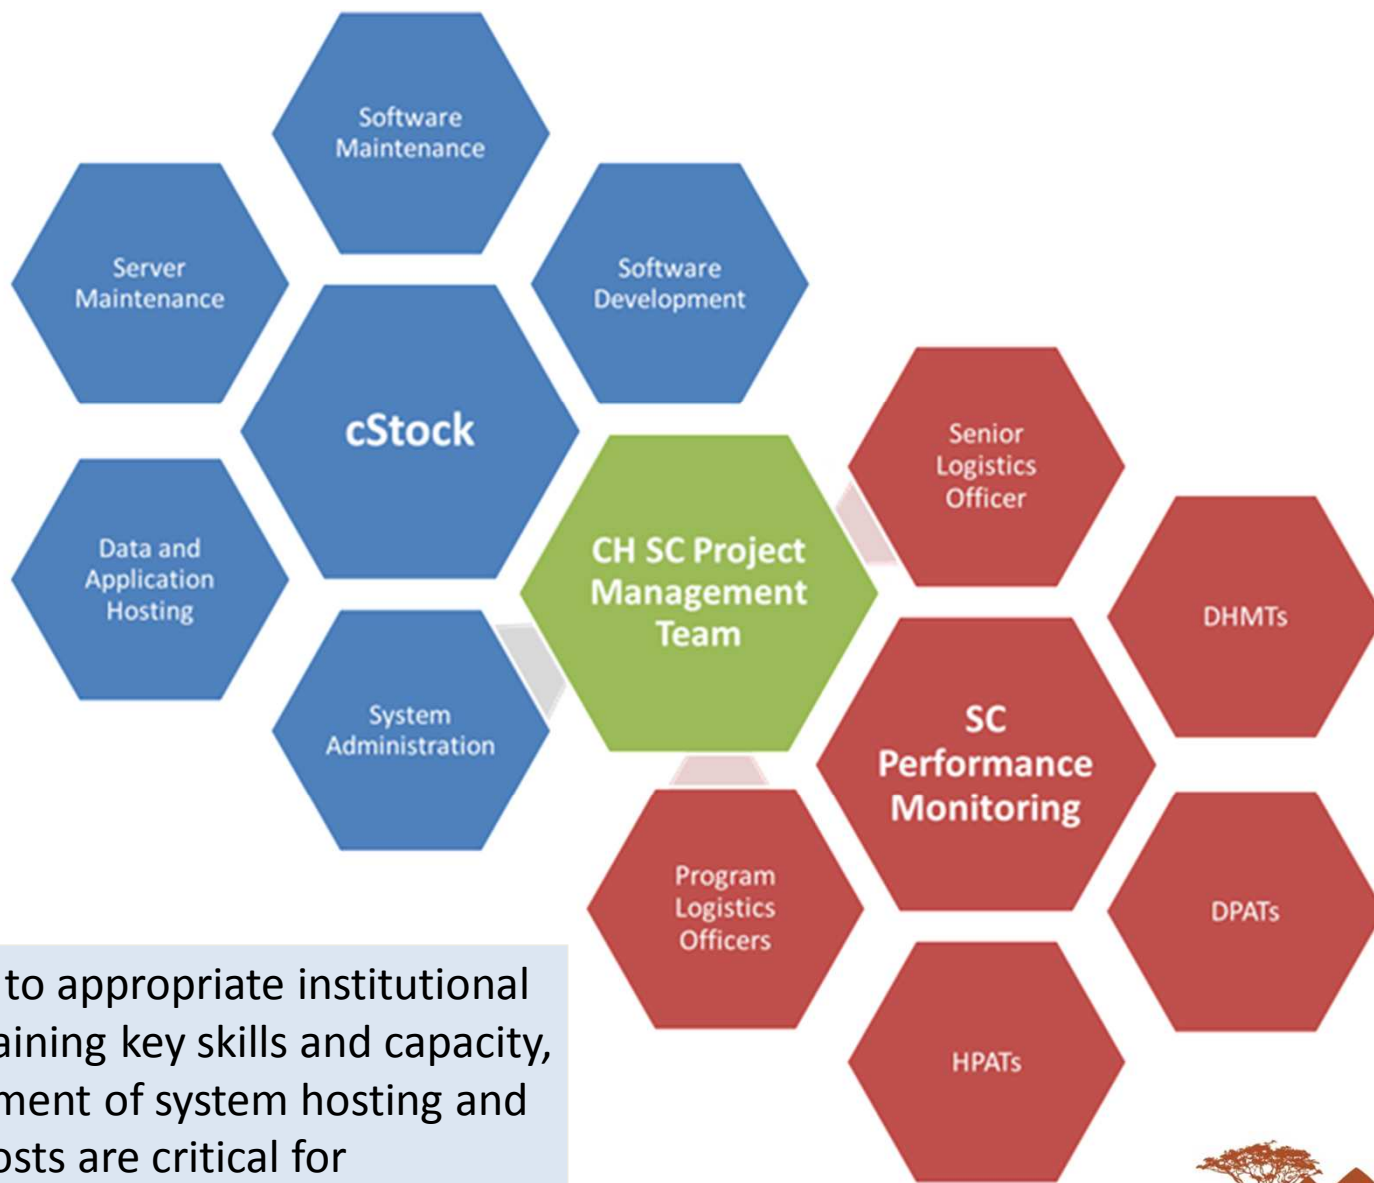 Software
Maintenance
Server
Maintenance
Software
Development
cStock
Data and
Application
Hosting
System
Administration
CH SC Project
Management
Team
Senior
Logistics
Officer
DHMTs
SC
Performance
Monitoring
Program
Logistics
Officers
DPATs
HPATs
to appropriate institutional
aining key skills and capacity,
ment of system hosting and
osts are critical for